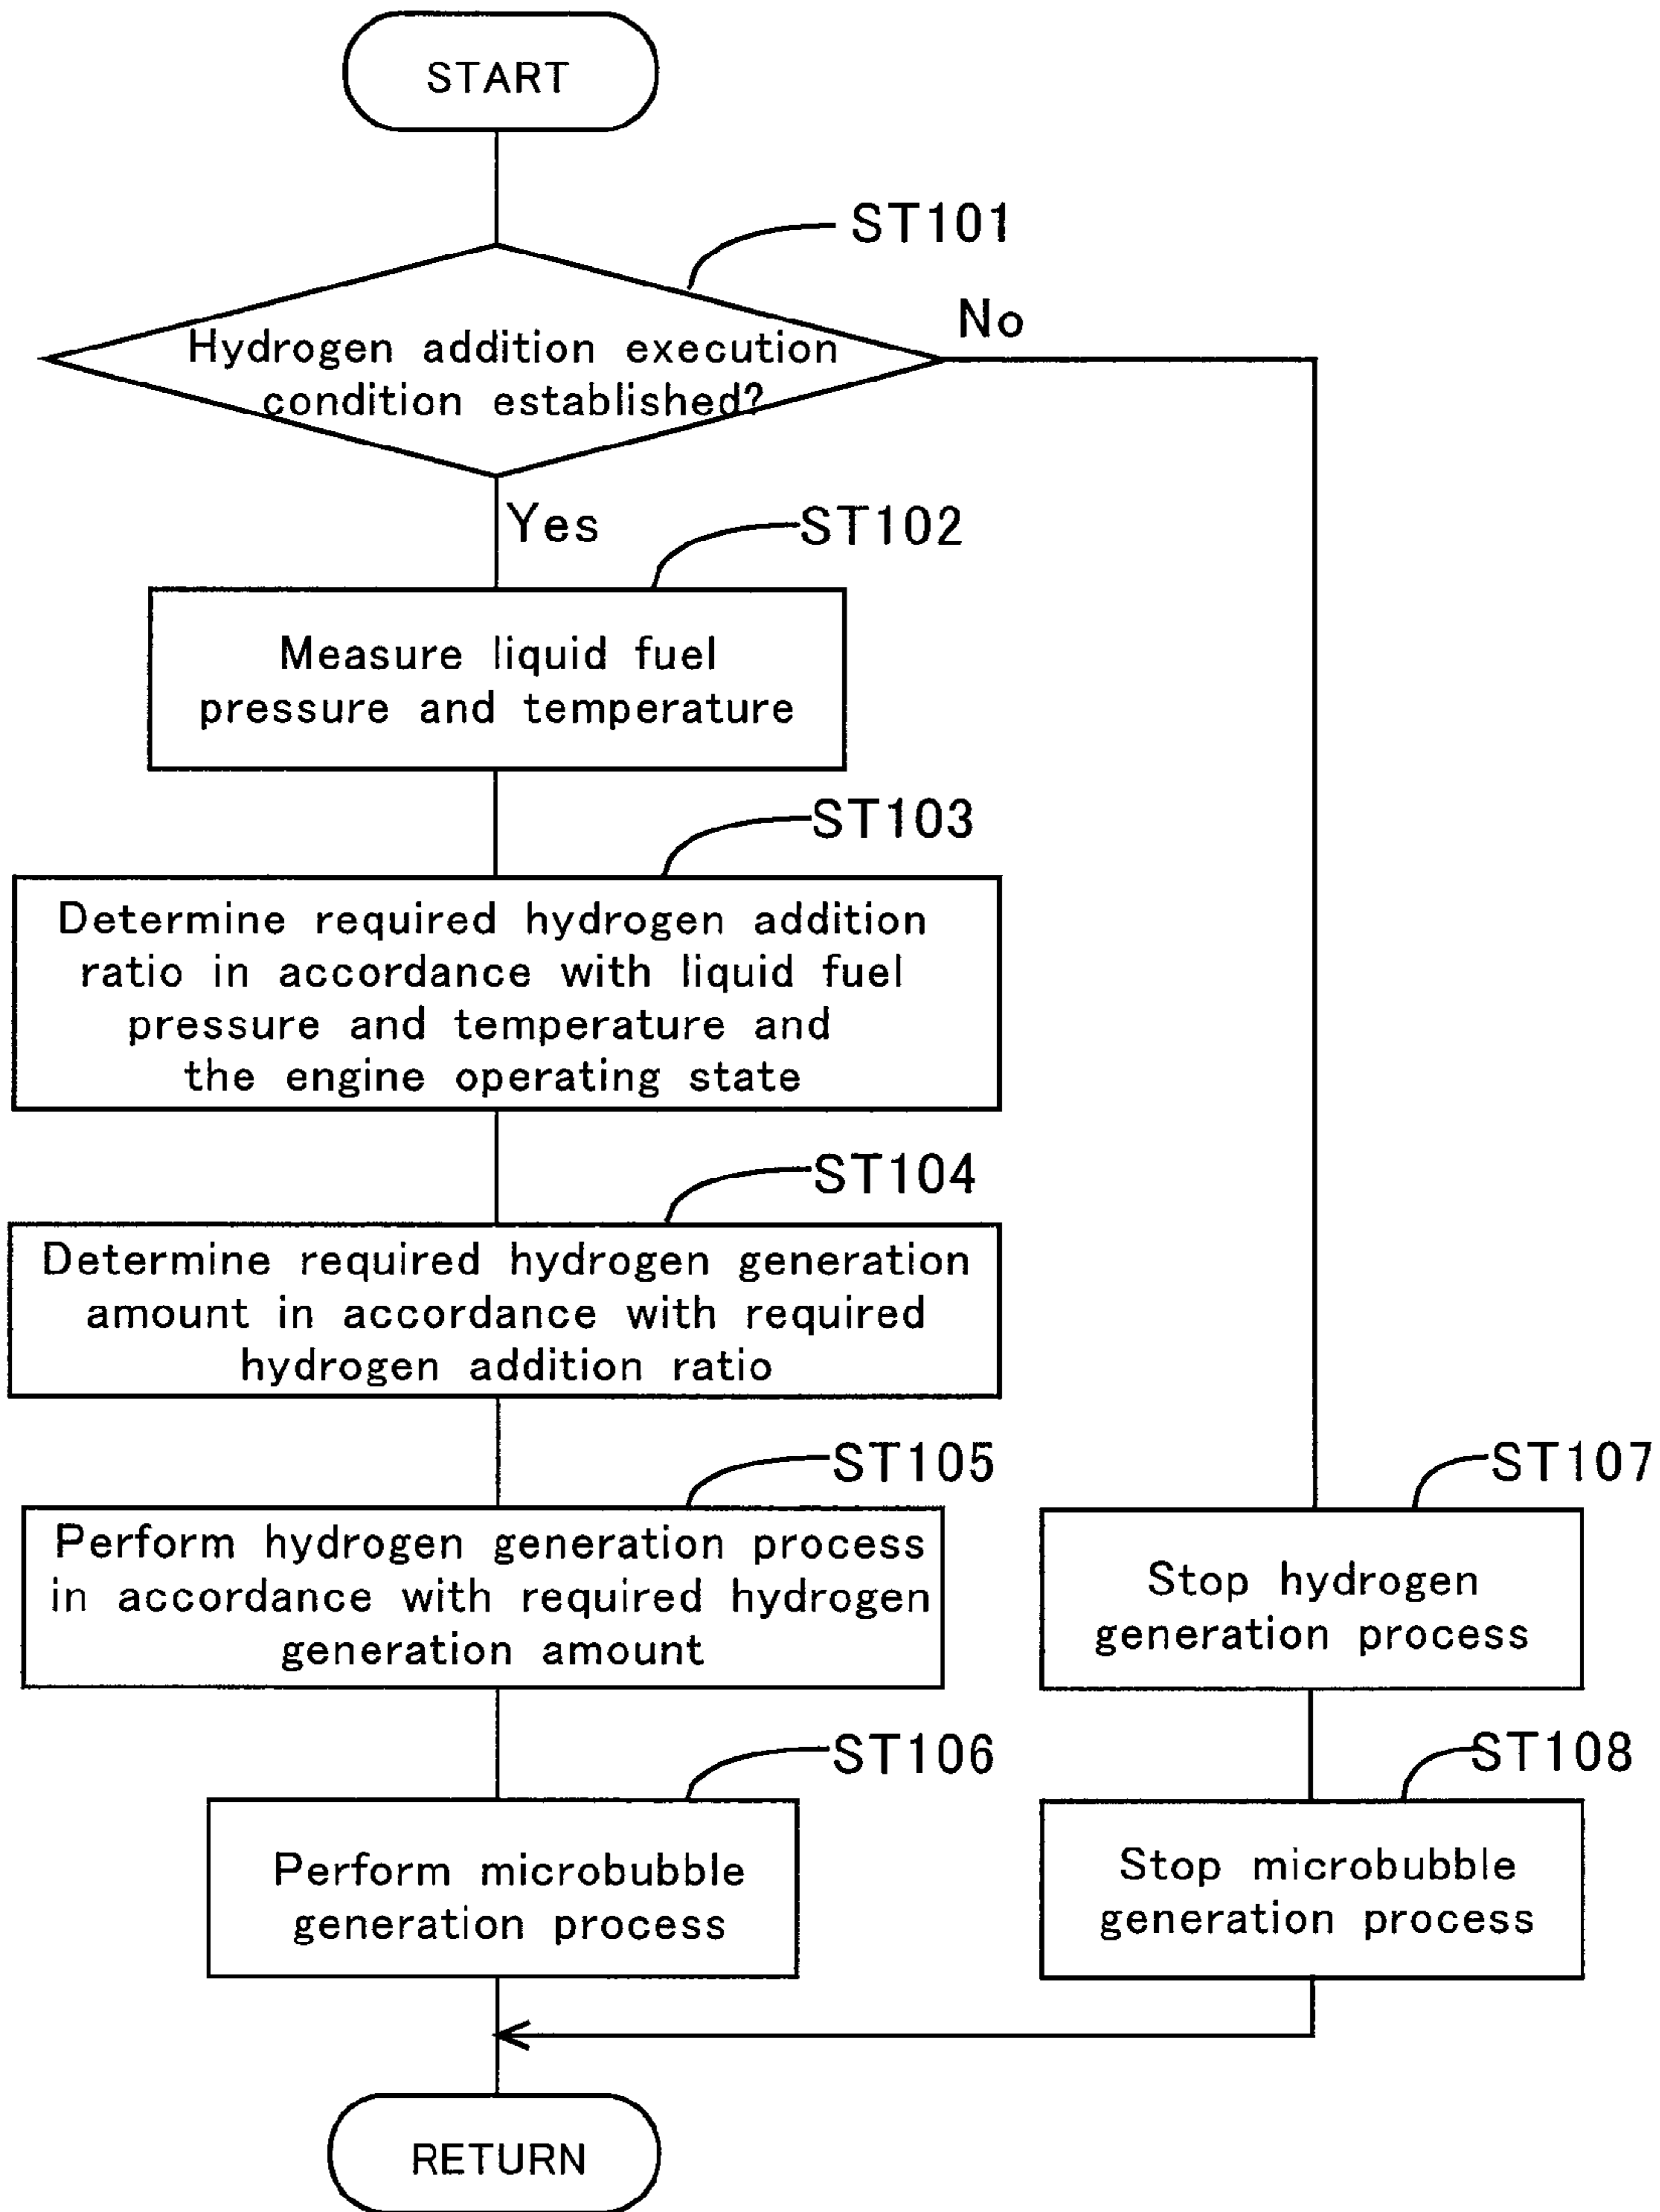 START
ST101
No
Hydrogen addition execution
condition established?
Yes
ST102
Measure liquid fuel
pressure and temperature
ST103
Determine required hydrogen addition
ratio in accordance with liquid fuel
pressure and temperature and
the engine operating state
ST104
Determine required hydrogen generation
amount in accordance with required
hydrogen addition ratio
ST105
Perform hydrogen generation process
in accordance with required hydrogen
generation amount
ST107
Stop hydrogen
generation process
ST106
Perform microbubble
generation process
ST108
Stop microbubble
generation process
RETURN